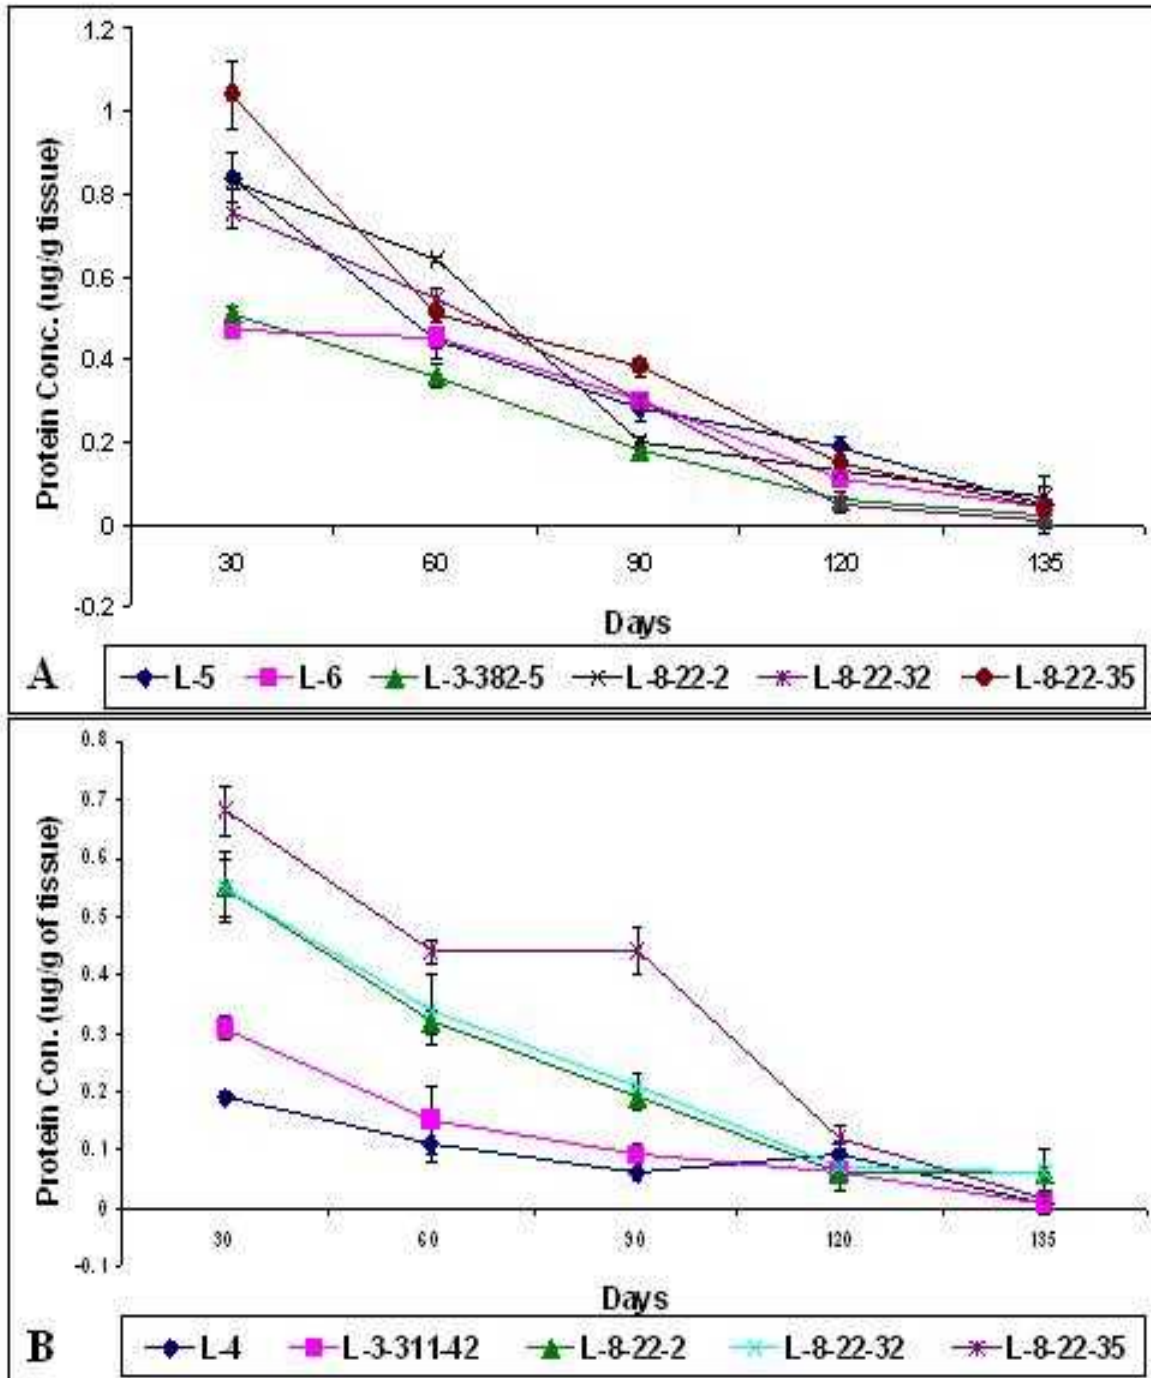 1.2
1
0.8
0.6
0.4
0.2
0
-0.2
Protein Conc. (ug/g tissue)
30 60 90 120 135
Days
A
L-5 L-6 L-3-382-5 L-8-22-2 L-8-22-32 L-8-22-35
0.8
0.7
0.6
0.5
0.4
0.3
0.2
0.1
0
-0.1
Protein Con. (ug/g of tissue)
30 60 90 120 135
Days
B
L-4 L-3-311-42 L-8-22-2 L-8-22-32 L-8-22-35